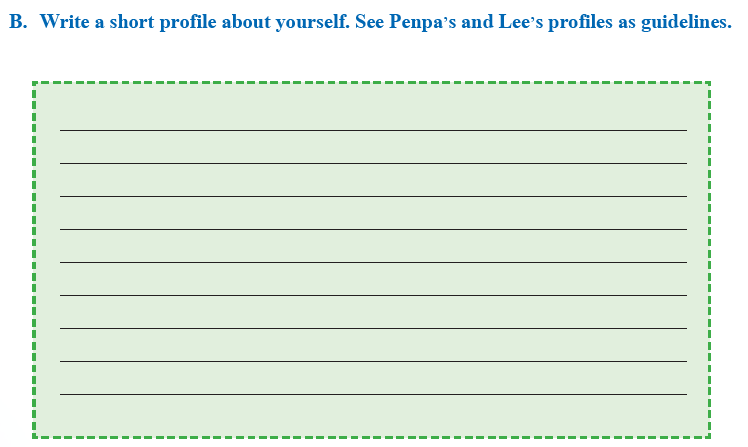 B. Write a short profile about yourself. See Penpa's and Lee's profiles as guidelines.